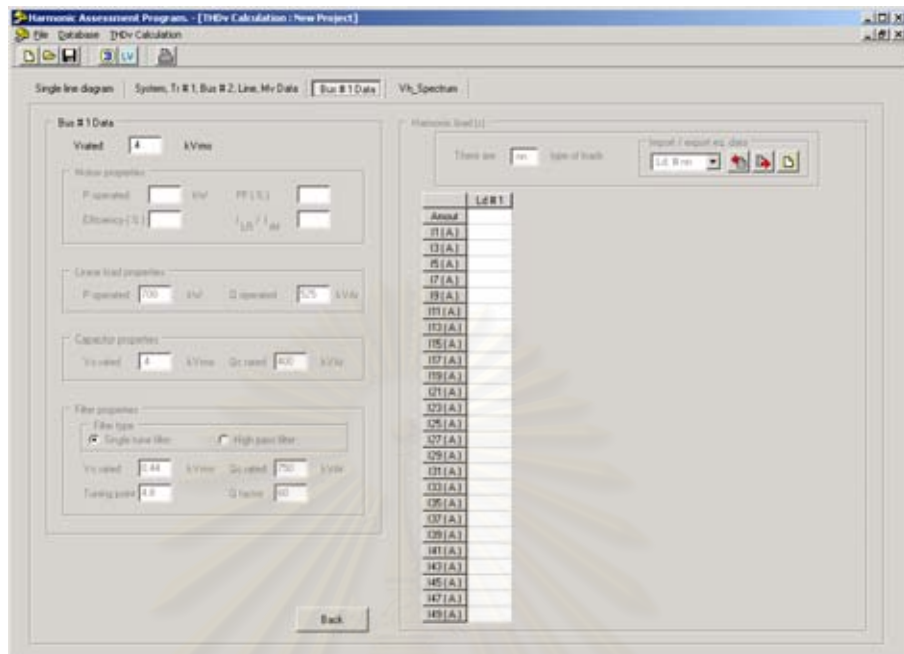 Harmonic Assessment Program. - [THDv Calculation : New Project]
File Database THDv Calculation
LV
Single line diagram System, Tr # 1, Bus # 2, Line, Mv Data Bus # 1 Data Vh_Spectrum
Bus # 1 Data
Vrated 4 kVrms
Motor properties
P operated kW PF ( % )
Efficiency ( % )
Linear load properties
P operated 700 kW Q operated 525 kVAr
Capacitor properties
Vc rated 4 kVrms Qc rated 400 kVAr
Filter properties
Filter type
Single tune filter High pass filter
Vc rated 0.44 kVrms Qc rated 750 kVAr
Tuning point 4.8 Q factor 60
Back
Harmonic load (s)
There are nn type of loads
Import / export eq. data
Ld # nn
Ld # 1
Amout
I1 ( A )
I3 ( A )
I5 ( A )
I7 ( A )
I9 ( A )
I11 ( A )
I13 ( A )
I15 ( A )
I17 ( A )
I19 ( A )
I21 ( A )
I23 ( A )
I25 ( A )
I27 ( A )
I29 ( A )
I31 ( A )
I33 ( A )
I35 ( A )
I37 ( A )
I39 ( A )
I41 ( A )
I43 ( A )
I45 ( A )
I47 ( A )
I49 ( A )